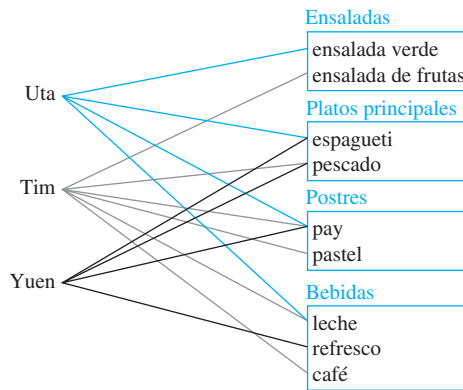 Ensaladas
ensalada verde
ensalada de frutas
Uta
Platos principales
espagueti
pescado
Tim
Postres
pay
pastel
Yuen
Bebidas
leche
refresco
café